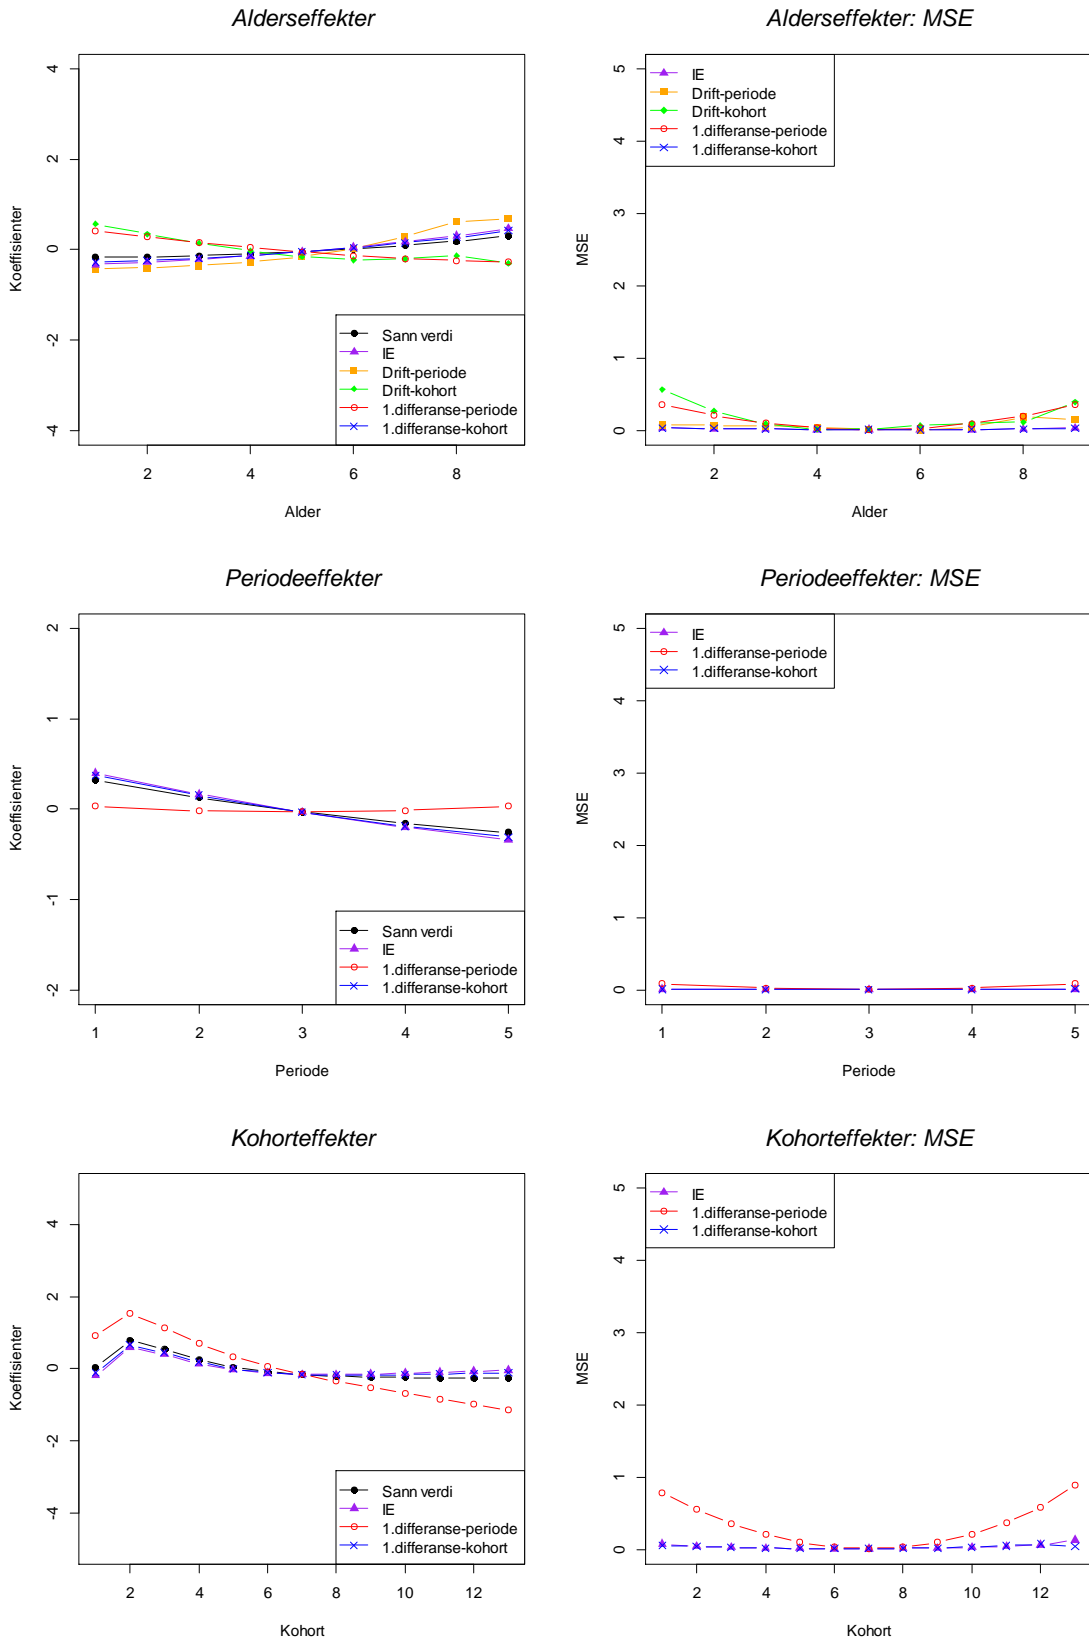 Alderseffekter
Koeffisienter
4
2
0
-2
-4
Sann verdi
IE
Drift-periode
Drift-kohort
1.differanse-periode
1.differanse-kohort
2
4
6
8
Alder
Alderseffekter: MSE
MSE
5
4
3
2
1
0
IE
Drift-periode
Drift-kohort
1.differanse-periode
1.differanse-kohort
2
4
6
8
Alder
Periodeeffekter
Koeffisienter
2
1
0
-1
-2
Sann verdi
IE
1.differanse-periode
1.differanse-kohort
1
2
3
4
5
Periode
Periodeeffekter: MSE
MSE
5
4
3
2
1
0
IE
1.differanse-periode
1.differanse-kohort
1
2
3
4
5
Periode
Kohorteffekter
Koeffisienter
4
2
0
-2
-4
Sann verdi
IE
1.differanse-periode
1.differanse-kohort
2
4
6
8
10
12
Kohort
Kohorteffekter: MSE
MSE
5
4
3
2
1
0
IE
1.differanse-periode
1.differanse-kohort
2
4
6
8
10
12
Kohort